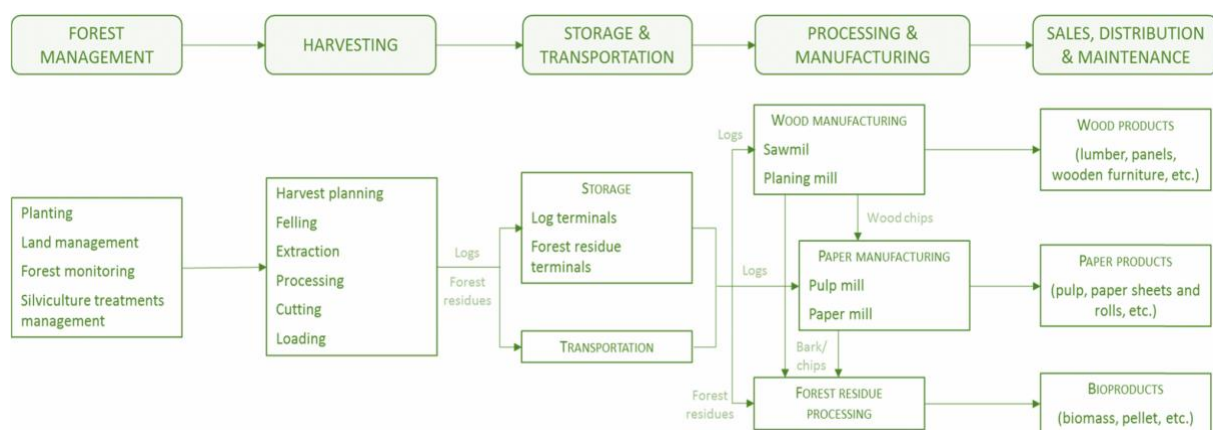 FOREST
MANAGEMENT
HARVESTING
STORAGE &
TRANSPORTATION
PROCESSING &
MANUFACTURING
SALES, DISTRIBUTION
& MAINTENANCE
Planting
Land management
Forest monitoring
Silviculture treatments
management
Harvest planning
Felling
Extraction
Processing
Cutting
Loading
Logs
Forest
residues
STORAGE
Log terminals
Forest residue
terminals
TRANSPORTATION
Logs
Logs
Forest
residues
WOOD MANUFACTURING
Sawmil
Planing mill
Wood chips
PAPER MANUFACTURING
Pulp mill
Paper mill
Bark/
chips
FOREST RESIDUE
PROCESSING
WOOD PRODUCTS
(lumber, panels,
wooden furniture, etc.)
PAPER PRODUCTS
(pulp, paper sheets and
rolls, etc.)
BIOPRODUCTS
(biomass, pellet, etc.)